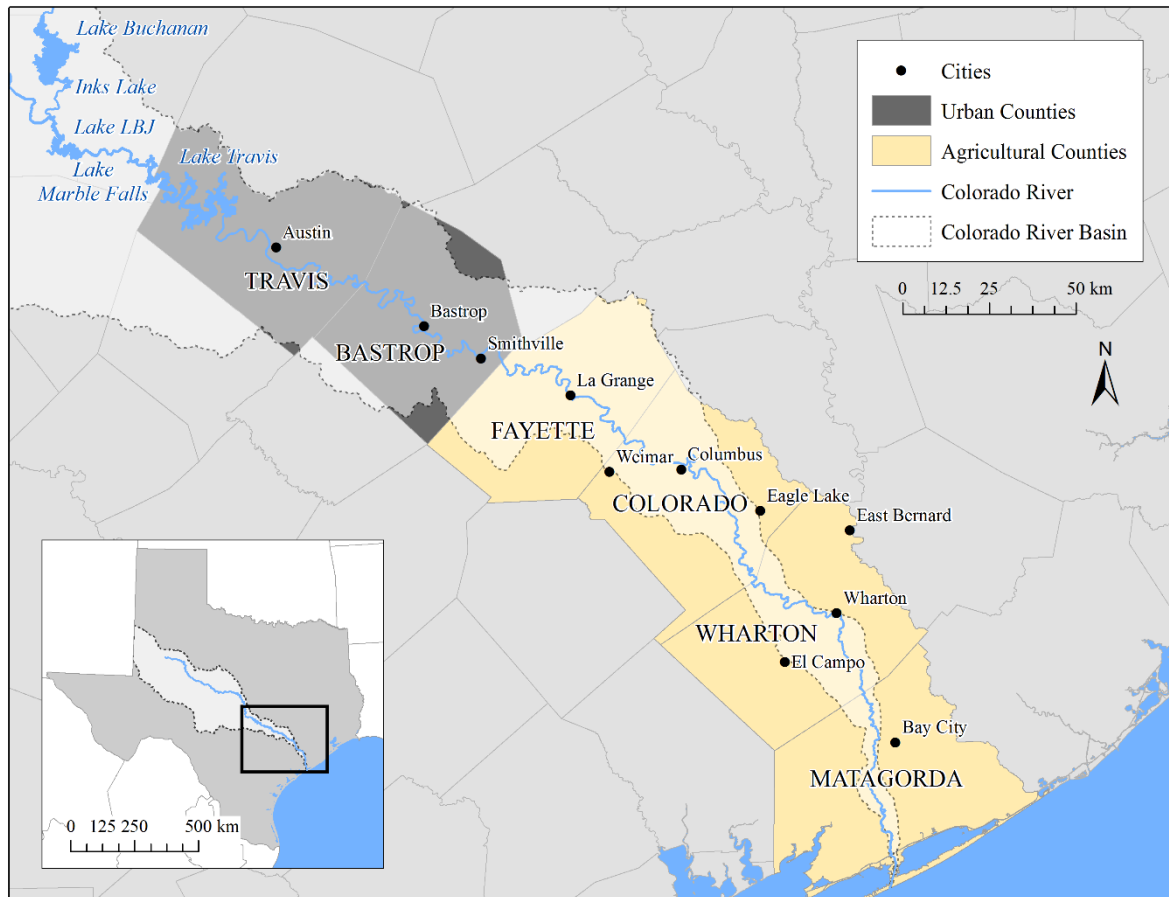 Lake Buchanan
Inks Lake
Lake LBJ
Lake Travis
Lake
Marble Falls
Austin
TRAVIS
Bastrop
BASTROP
Smithville
La Grange
FAYETTE
Weimar
Columbus
COLORADO
Eagle Lake
East Bernard
Wharton
WHARTON
El Campo
Bay City
MATAGORDA
Cities
Urban Counties
Agricultural Counties
Colorado River
Colorado River Basin
0 12.5 25 50 km
N
0 125 250 500 km